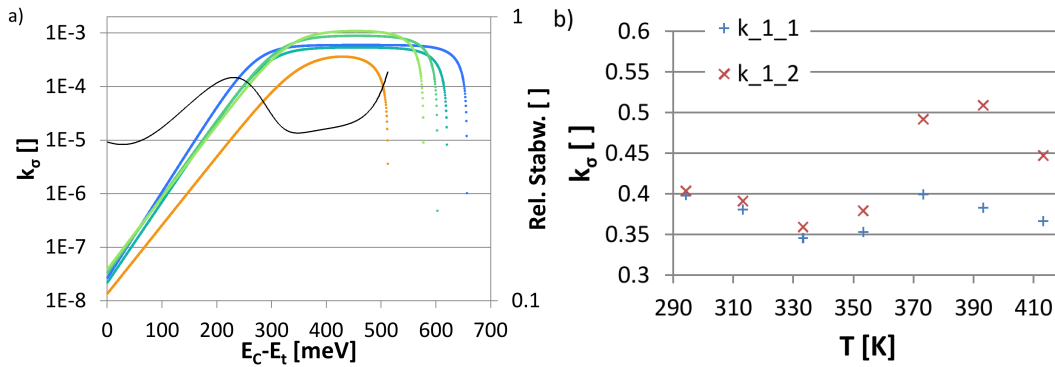 a)
1E-3
1E-4
1E-5
1E-6
1E-7
1E-8
kσ []
0 100 200 300 400 500 600 700
EC-Et [meV]
1
0.1
Rel. Stabw. [ ]
b)
k_1_1
k_1_2
0.6
0.55
0.5
0.45
0.4
0.35
0.3
kσ [ ]
290 310 330 350 370 390 410
T [K]